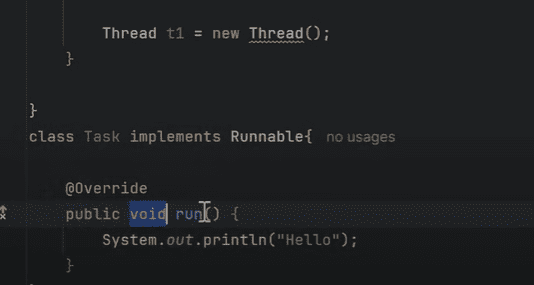 Thread t1 = new Thread();
}
}
class Task implements Runnable{ no usages
@Override
public void run() {
System.out.println("Hello");
}